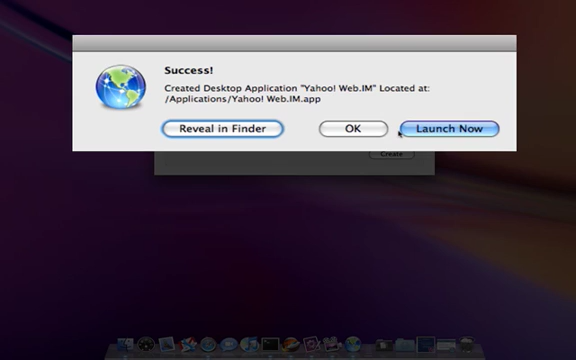 Success!
Created Desktop Application "Yahoo! Web.IM" Located at:
/Applications/Yahoo! Web.IM.app
Reveal in Finder
OK
Launch Now
Create